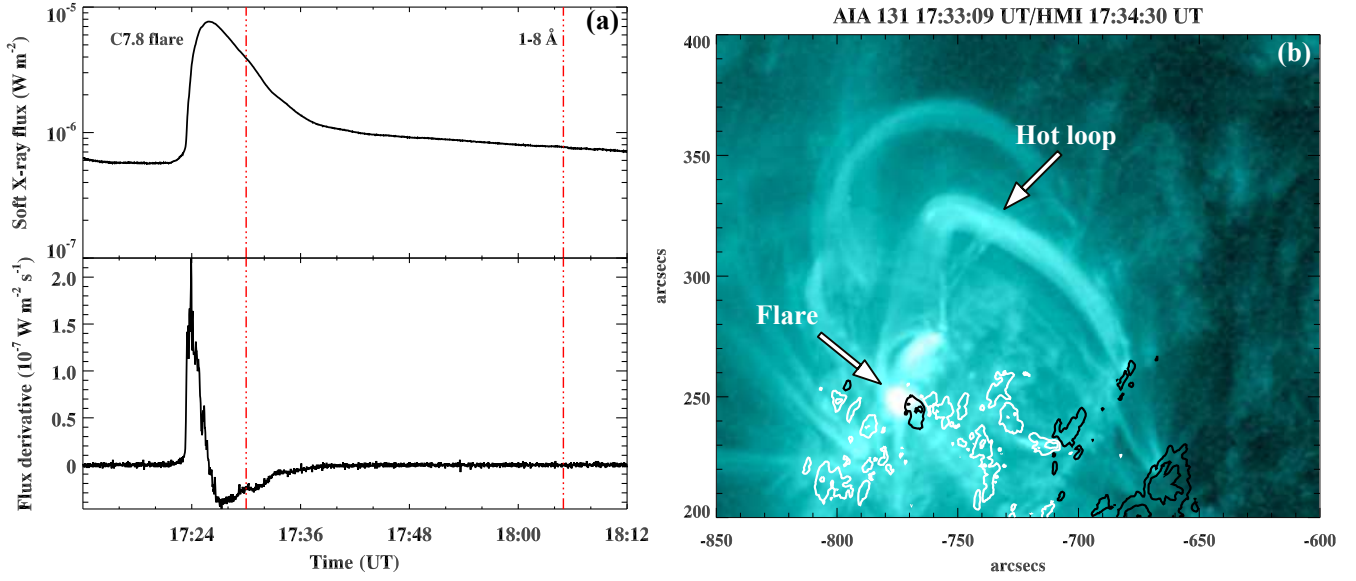 (a)
C7.8 flare
1-8 Å
Soft X-ray flux (W m-2)
10-5
10-6
10-7
Flux derivative (10-7 W m-2 s-1)
2.0
1.5
1.0
0.5
0
17:24 17:36 17:48 18:00 18:12
Time (UT)
AIA 131 17:33:09 UT/HMI 17:34:30 UT
(b)
Hot loop
Flare
arcsecs
400
350
300
250
200
-850 -800 -750 -700 -650 -600
arcsecs